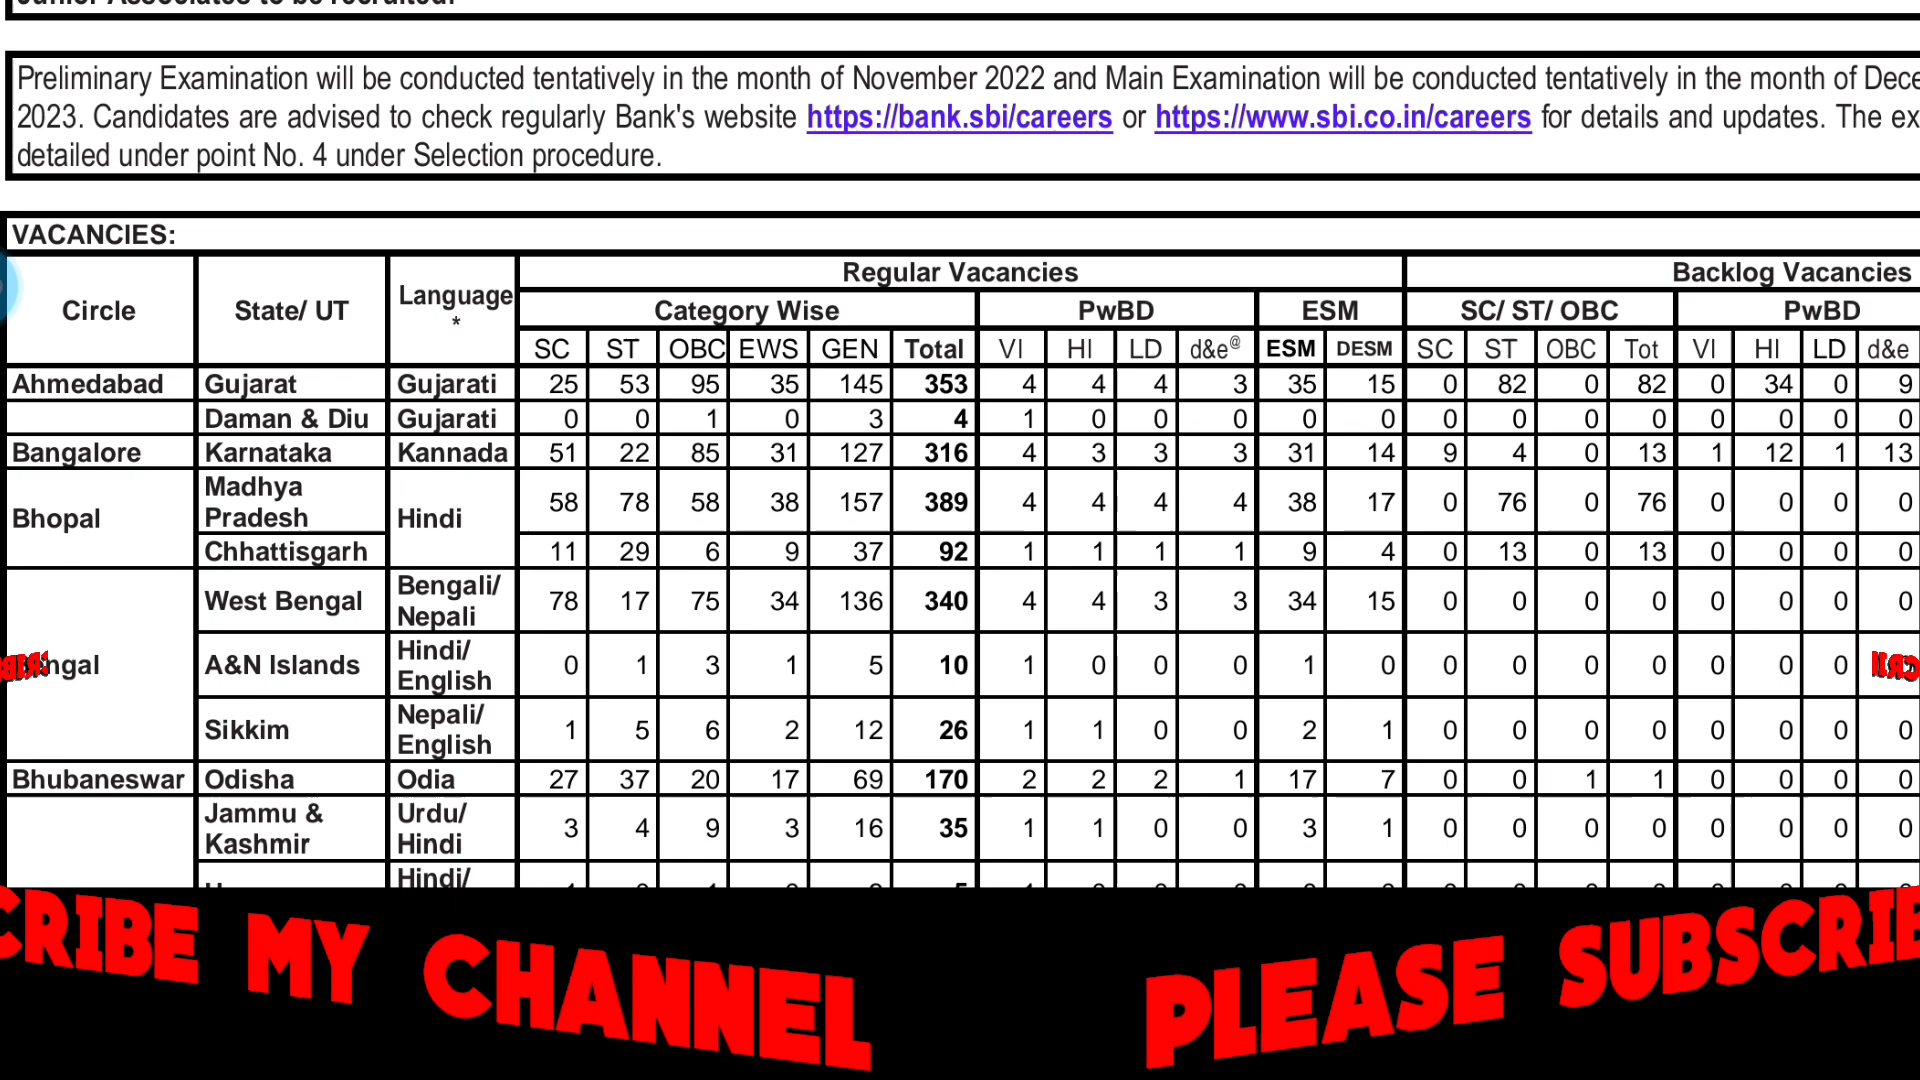 Junior Associates to be recruited.
Preliminary Examination will be conducted tentatively in the month of November 2022 and Main Examination will be conducted tentatively in the month of Dece
2023. Candidates are advised to check regularly Bank's website https://bank.sbi/careers or https://www.sbi.co.in/careers for details and updates. The ex
detailed under point No. 4 under Selection procedure.
VACANCIES:
Circle State/ UT Language * Regular Vacancies Backlog Vacancies
Category Wise PwBD ESM SC/ ST/ OBC PwBD
SC ST OBC EWS GEN Total VI HI LD d&e@ ESM DESM SC ST OBC Tot VI HI LD d&e
Ahmedabad Gujarat Gujarati 25 53 95 35 145 353 4 4 4 3 35 15 0 82 0 82 0 34 0 9
Daman & Diu Gujarati 0 0 1 0 3 4 1 0 0 0 0 0 0 0 0 0 0 0 0 0
Bangalore Karnataka Kannada 51 22 85 31 127 316 4 3 3 3 31 14 9 4 0 13 1 12 1 13
Bhopal Madhya Pradesh Hindi 58 78 58 38 157 389 4 4 4 4 38 17 0 76 0 76 0 0 0 0
Chhattisgarh 11 29 6 9 37 92 1 1 1 1 9 4 0 13 0 13 0 0 0 0
West Bengal Bengali/ Nepali 78 17 75 34 136 340 4 4 3 3 34 15 0 0 0 0 0 0 0 0
ngal A&N Islands Hindi/ English 0 1 3 1 5 10 1 0 0 0 1 0 0 0 0 0 0 0 0
Sikkim Nepali/ English 1 5 6 2 12 26 1 1 0 0 2 1 0 0 0 0 0 0 0 0
Bhubaneswar Odisha Odia 27 37 20 17 69 170 2 2 2 1 17 7 0 0 1 1 0 0 0 0
Jammu & Kashmir Urdu/ Hindi 3 4 9 3 16 35 1 1 0 0 3 1 0 0 0 0 0 0 0 0
Hindi/
CRIBE MY CHANNEL PLEASE SUBSCRIBE